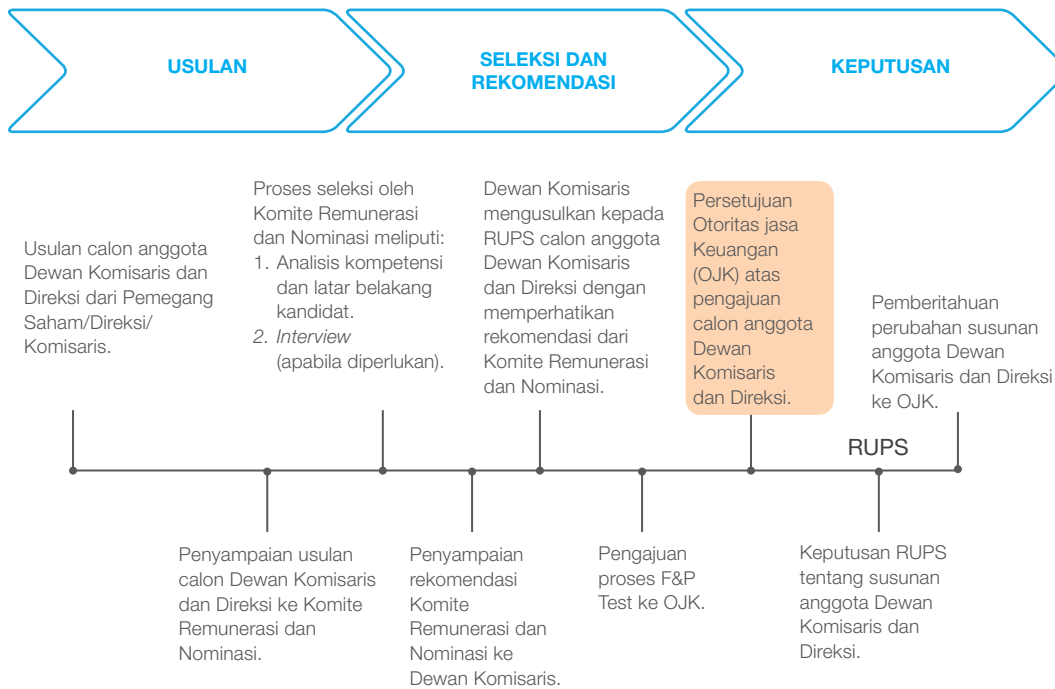 USULAN
SELEKSI DAN
REKOMENDASI
KEPUTUSAN
Usulan calon anggota
Dewan Komisaris dan
Direksi dari Pemegang
Saham/Direksi/
Komisaris.
Proses seleksi oleh
Komite Remunerasi
dan Nominasi meliputi:
1. Analisis kompetensi
dan latar belakang
kandidat.
2. Interview
(apabila diperlukan).
Dewan Komisaris
mengusulkan kepada
RUPS calon anggota
Dewan Komisaris
dan Direksi dengan
memperhatikan
rekomendasi dari
Komite Remunerasi
dan Nominasi.
Persetujuan
Otoritas jasa
Keuangan
(OJK) atas
pengajuan
calon anggota
Dewan
Komisaris
dan Direksi.
Pemberitahuan
perubahan susunan
anggota Dewan
Komisaris dan Direksi
ke OJK.
RUPS
Penyampaian usulan
calon Dewan Komisaris
dan Direksi ke Komite
Remunerasi dan
Nominasi.
Penyampaian
rekomendasi
Komite
Remunerasi dan
Nominasi ke
Dewan Komisaris.
Pengajuan
proses F&P
Test ke OJK.
Keputusan RUPS
tentang susunan
anggota Dewan
Komisaris dan
Direksi.